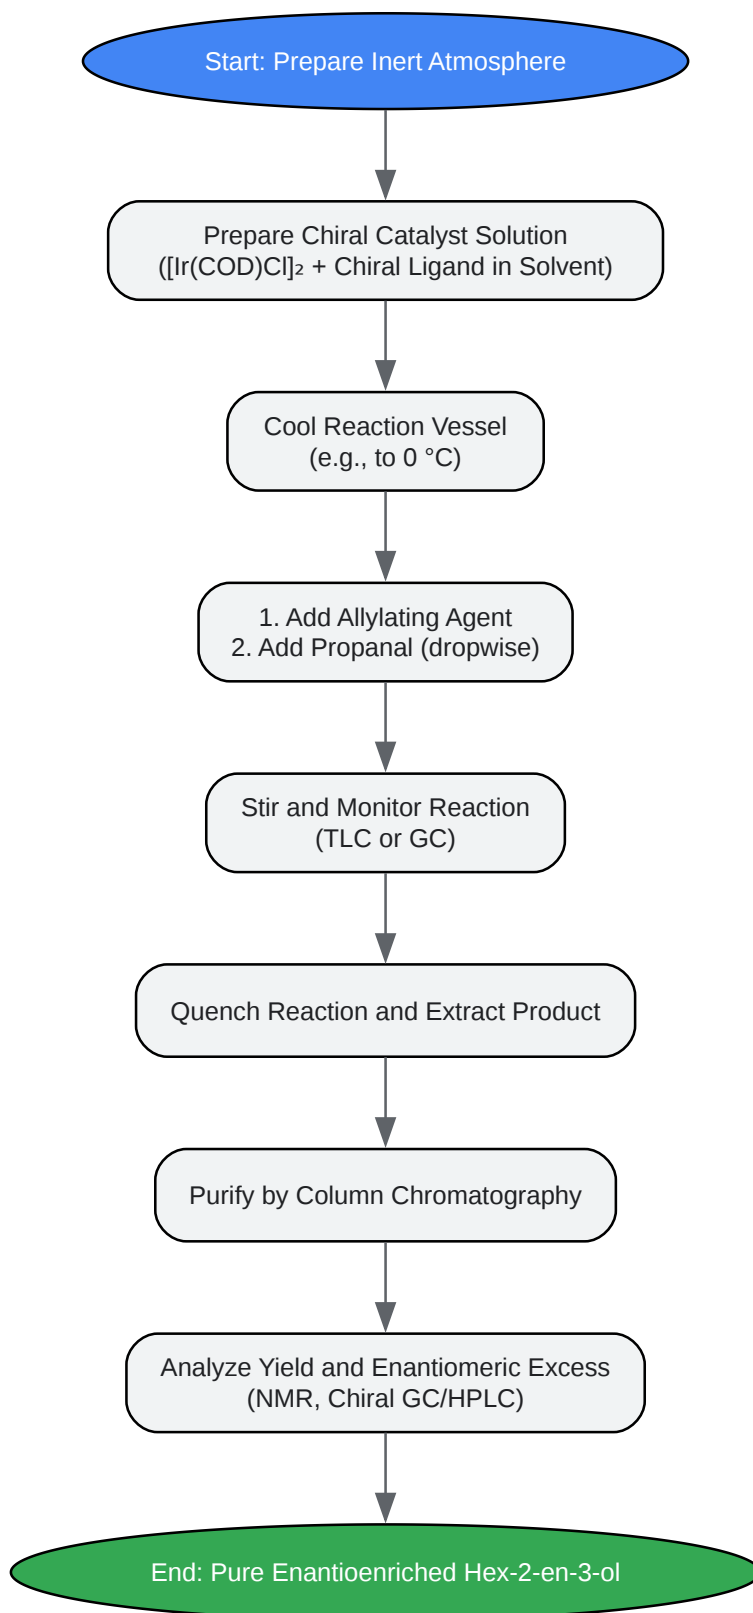 Start: Prepare Inert Atmosphere
Prepare Chiral Catalyst Solution
([Ir(COD)Cl]₂ + Chiral Ligand in Solvent)
Cool Reaction Vessel
(e.g., to 0 °C)
1. Add Allylating Agent
2. Add Propanal (dropwise)
Stir and Monitor Reaction
(TLC or GC)
Quench Reaction and Extract Product
Purify by Column Chromatography
Analyze Yield and Enantiomeric Excess
(NMR, Chiral GC/HPLC)
End: Pure Enantioenriched Hex-2-en-3-ol